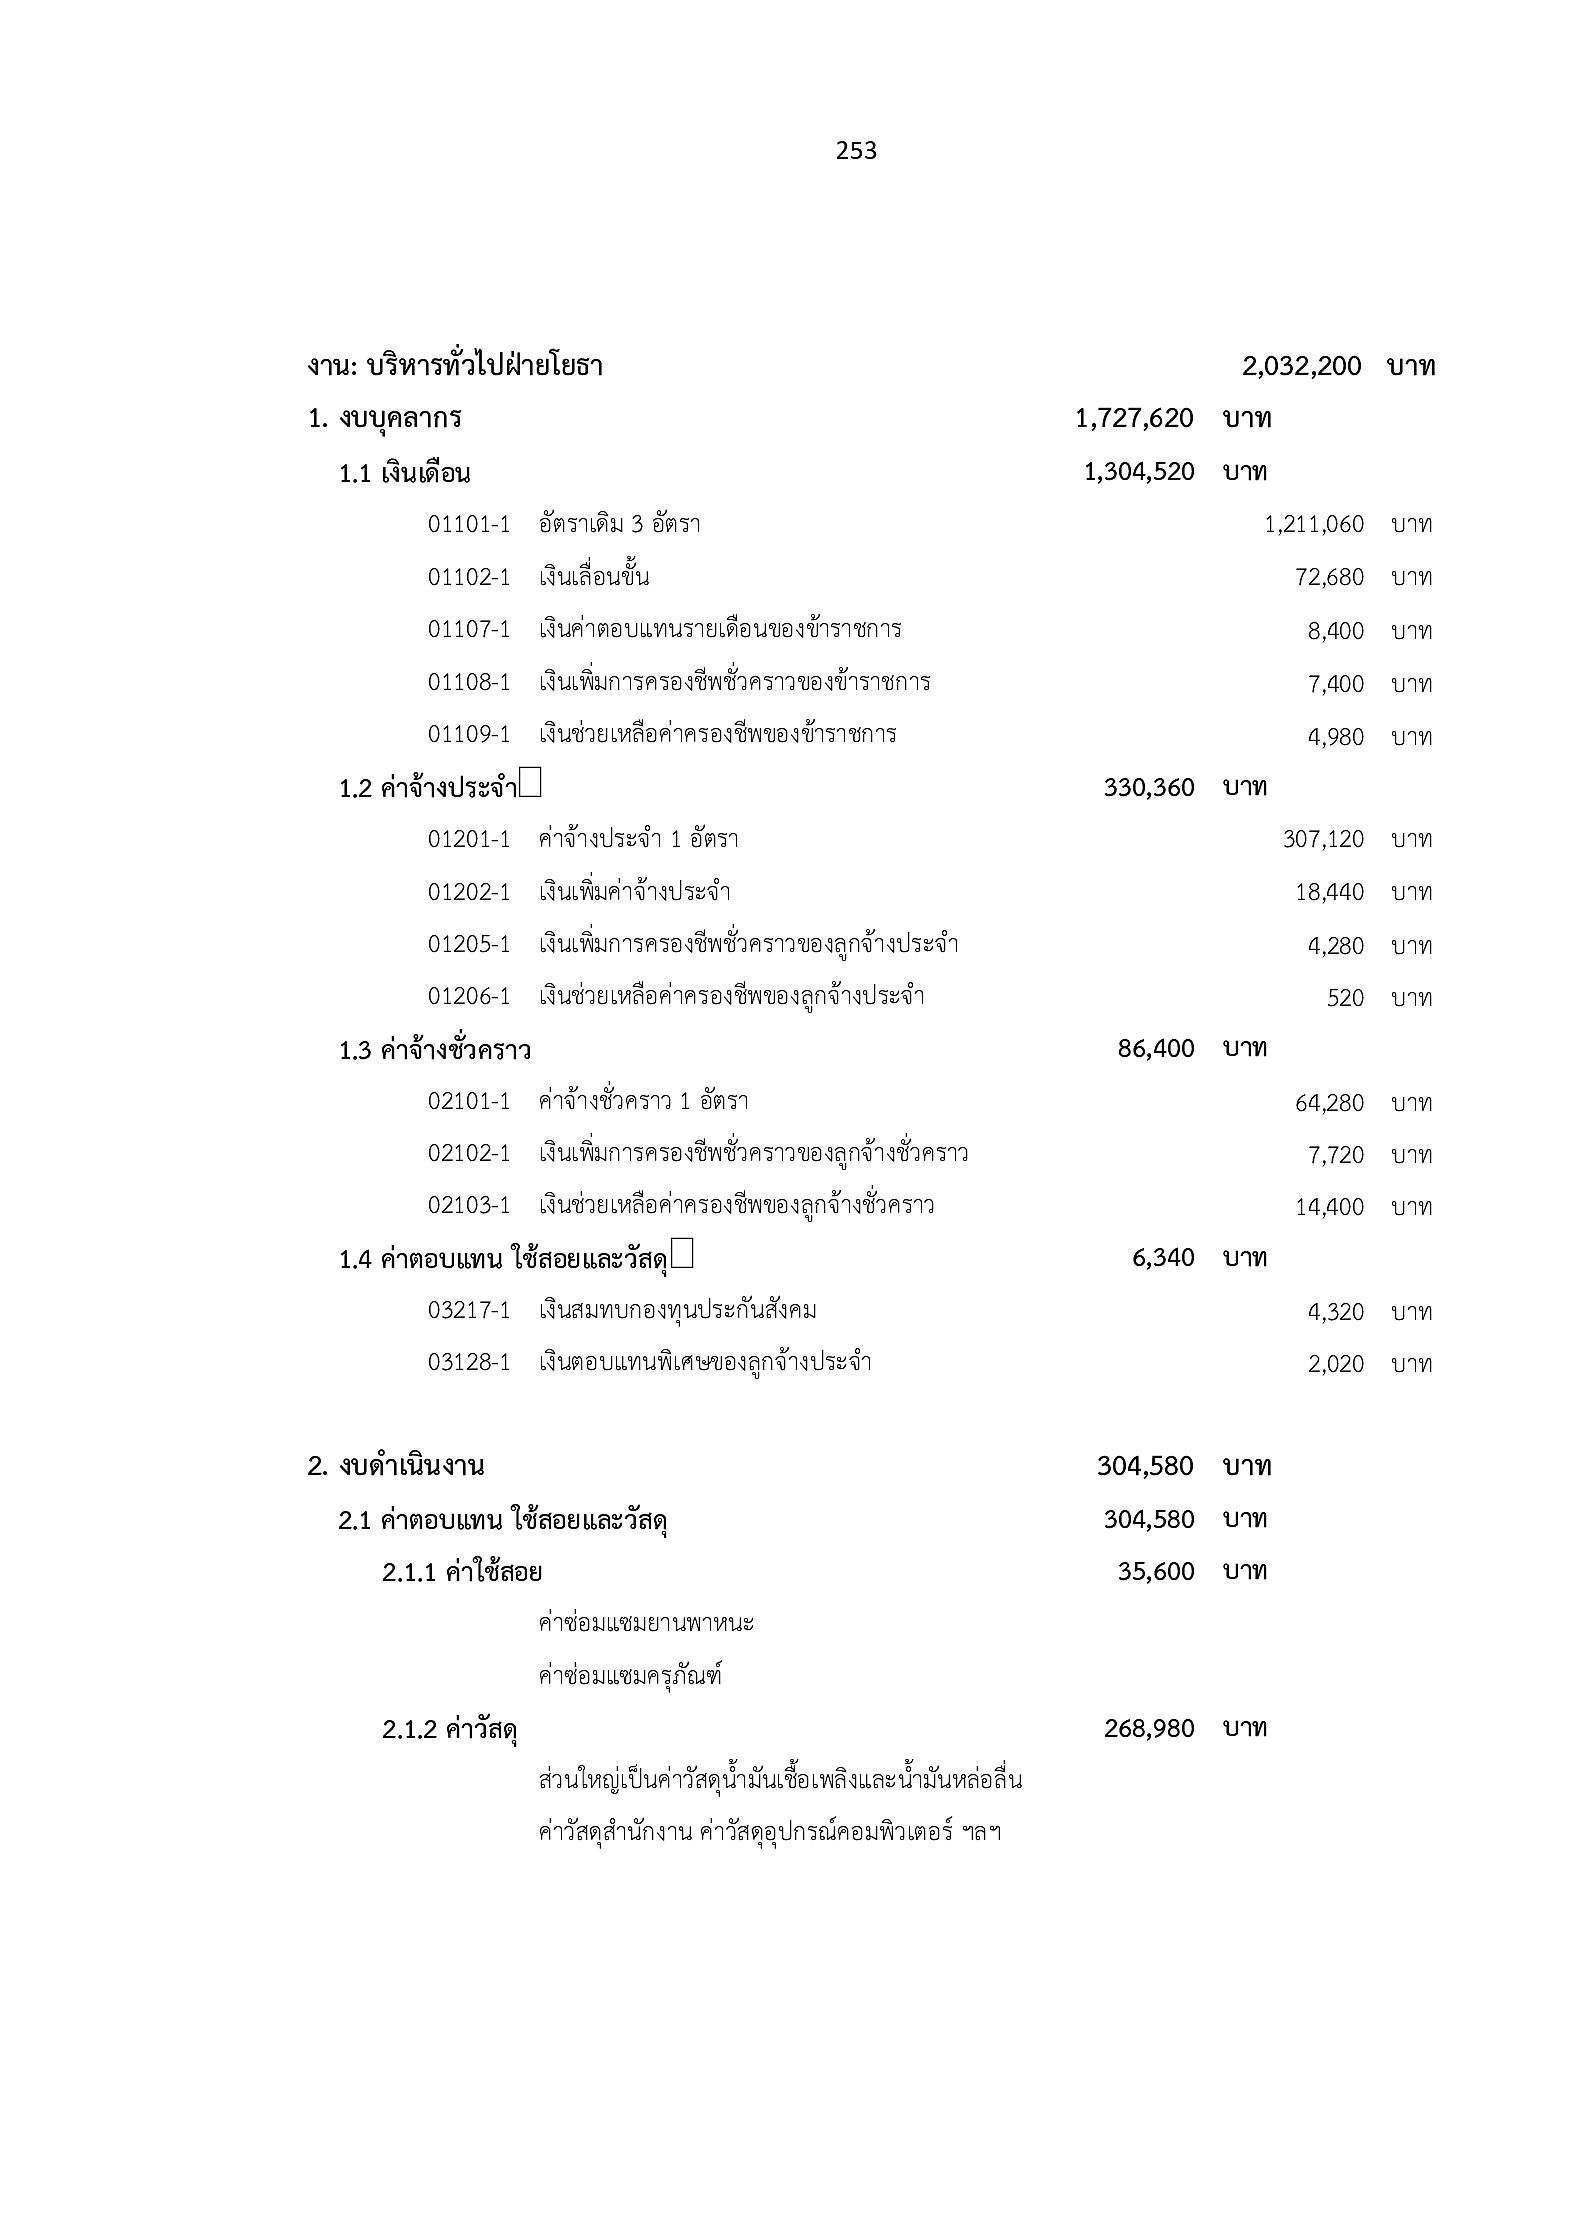 253
งาน: บริหารทั่วไปฝ่ายโยธา 2,032,200 บาท
1. งบบุคลากร 1,727,620 บาท
1.1 เงินเดือน 1,304,520 บาท
01101-1 อัตราเดิม 3 อัตรา 1,211,060 บาท
01102-1 เงินเลื่อนขั้น 72,680 บาท
01107-1 เงินค่าตอบแทนรายเดือนของข้าราชการ 8,400 บาท
01108-1 เงินเพิ่มการครองชีพชั่วคราวของข้าราชการ 7,400 บาท
01109-1 เงินช่วยเหลือค่าครองชีพของข้าราชการ 4,980 บาท
1.2 ค่าจ้างประจำ 330,360 บาท
01201-1 ค่าจ้างประจำ 1 อัตรา 307,120 บาท
01202-1 เงินเพิ่มค่าจ้างประจำ 18,440 บาท
01205-1 เงินเพิ่มการครองชีพชั่วคราวของลูกจ้างประจำ 4,280 บาท
01206-1 เงินช่วยเหลือค่าครองชีพของลูกจ้างประจำ 520 บาท
1.3 ค่าจ้างชั่วคราว 86,400 บาท
02101-1 ค่าจ้างชั่วคราว 1 อัตรา 64,280 บาท
02102-1 เงินเพิ่มการครองชีพชั่วคราวของลูกจ้างชั่วคราว 7,720 บาท
02103-1 เงินช่วยเหลือค่าครองชีพของลูกจ้างชั่วคราว 14,400 บาท
1.4 ค่าตอบแทน ใช้สอยและวัสดุ 6,340 บาท
03217-1 เงินสมทบกองทุนประกันสังคม 4,320 บาท
03128-1 เงินตอบแทนพิเศษของลูกจ้างประจำ 2,020 บาท
2. งบดำเนินงาน 304,580 บาท
2.1 ค่าตอบแทน ใช้สอยและวัสดุ 304,580 บาท
2.1.1 ค่าใช้สอย 35,600 บาท
ค่าซ่อมแซมยานพาหนะ
ค่าซ่อมแซมครุภัณฑ์
2.1.2 ค่าวัสดุ 268,980 บาท
ส่วนใหญ่เป็นค่าวัสดุน้ำมันเชื้อเพลิงและน้ำมันหล่อลื่น
ค่าวัสดุสำนักงาน ค่าวัสดุอุปกรณ์คอมพิวเตอร์ ฯลฯ